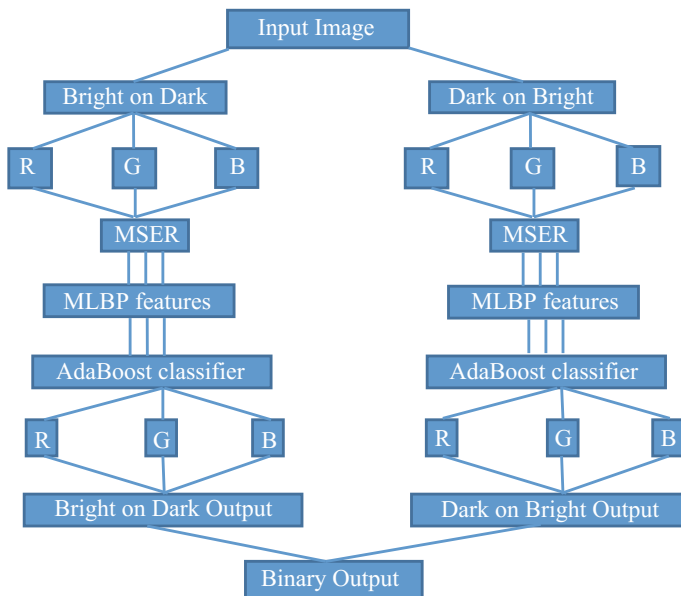 Input Image
Bright on Dark
Dark on Bright
R
G
B
R
G
B
MSER
MSER
MLBP features
MLBP features
AdaBoost classifier
AdaBoost classifier
R
G
B
R
G
B
Bright on Dark Output
Dark on Bright Output
Binary Output